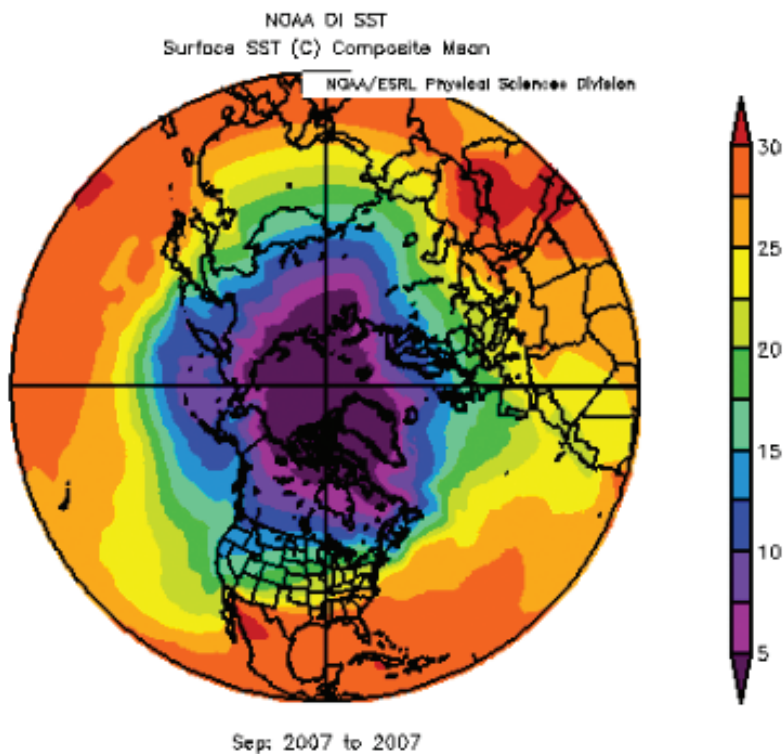 NOAA OI SST
Surface SST (C) Composite Mean
NOAA/ESRL Physical Sciences Division
30
25
20
15
10
5
Sep: 2007 to 2007